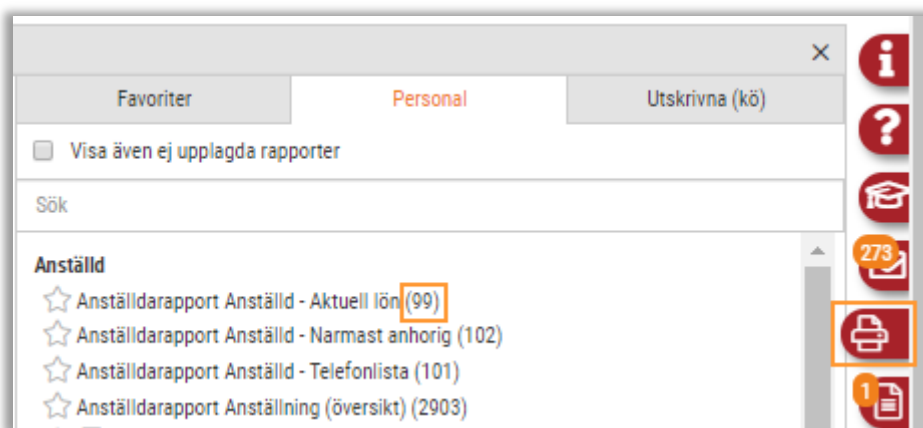 ×
Favoriter Personal Utskrivna (kö)
Visa även ej upplagda rapporter
Sök
273
Anställd
Anställdarapport Anställd - Aktuell lön (99)
Anställdarapport Anställd - Narmast anhorig (102)
Anställdarapport Anställd - Telefonlista (101)
1
Anställdarapport Anställning (översikt) (2903)